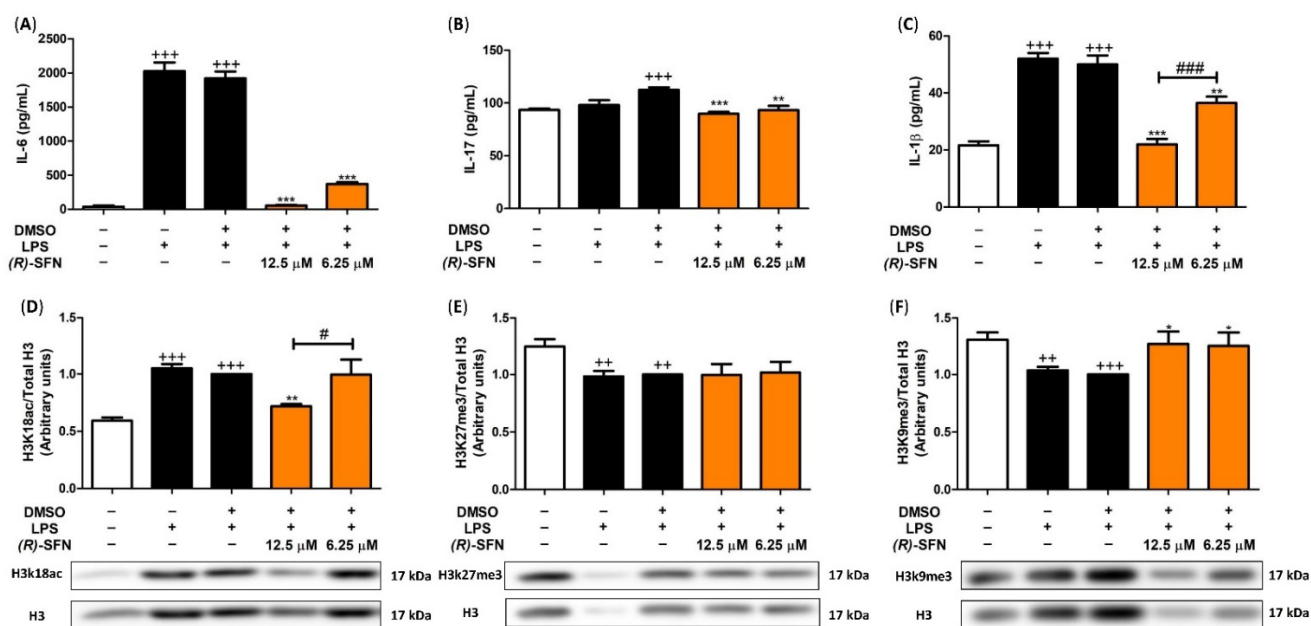 (A)
IL-6 (pg/mL)
2500
2000
1500
1000
500
0
+++
+++
***
***
DMSO – – + + +
LPS – + + + +
(R)-SFN – – – 12.5 μM 6.25 μM
(B)
IL-17 (pg/mL)
150
100
50
0
+++
***
**
DMSO – – + + +
LPS – + + + +
(R)-SFN – – – 12.5 μM 6.25 μM
(C)
IL-1β (pg/mL)
60
40
20
0
+++
+++
***
**
###
DMSO – – + + +
LPS – + + + +
(R)-SFN – – – 12.5 μM 6.25 μM
(D)
H3K18ac/Total H3
(Arbitrary units)
1.5
1.0
0.5
0.0
+++
+++
**
#
DMSO – – + + +
LPS – + + + +
(R)-SFN – – – 12.5 μM 6.25 μM
H3k18ac 17 kDa
H3 17 kDa
(E)
H3K27me3/Total H3
(Arbitrary units)
1.5
1.0
0.5
0.0
++
++
DMSO – – + + +
LPS – + + + +
(R)-SFN – – – 12.5 μM 6.25 μM
H3k27me3 17 kDa
H3 17 kDa
(F)
H3K9me3/Total H3
(Arbitrary units)
1.5
1.0
0.5
0.0
++
+++
*
*
DMSO – – + + +
LPS – + + + +
(R)-SFN – – – 12.5 μM 6.25 μM
H3k9me3 17 kDa
H3 17 kDa